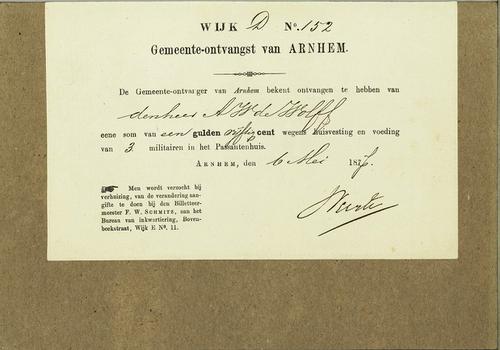 WIJK D No. 152
Gemeente-ontvangst van ARNHEM.
De Gemeente-ontvanger van Arnhem bekent ontvangen te hebben van
denheer A W de Wolff
eene som van een gulden vijftig cent wegens huisvesting en voeding
van 3 militairen in het Passantenhuis.
ARNHEM, den 6 Mei 187
Men wordt verzocht bij
verhuizing, van de verandering aan-
gifte te doen bij den Billetteer-
meester F. W. SCHMITZ, aan het
Bureau van inkwartiering, Boven-
beekstraat, Wijk E No. 11.